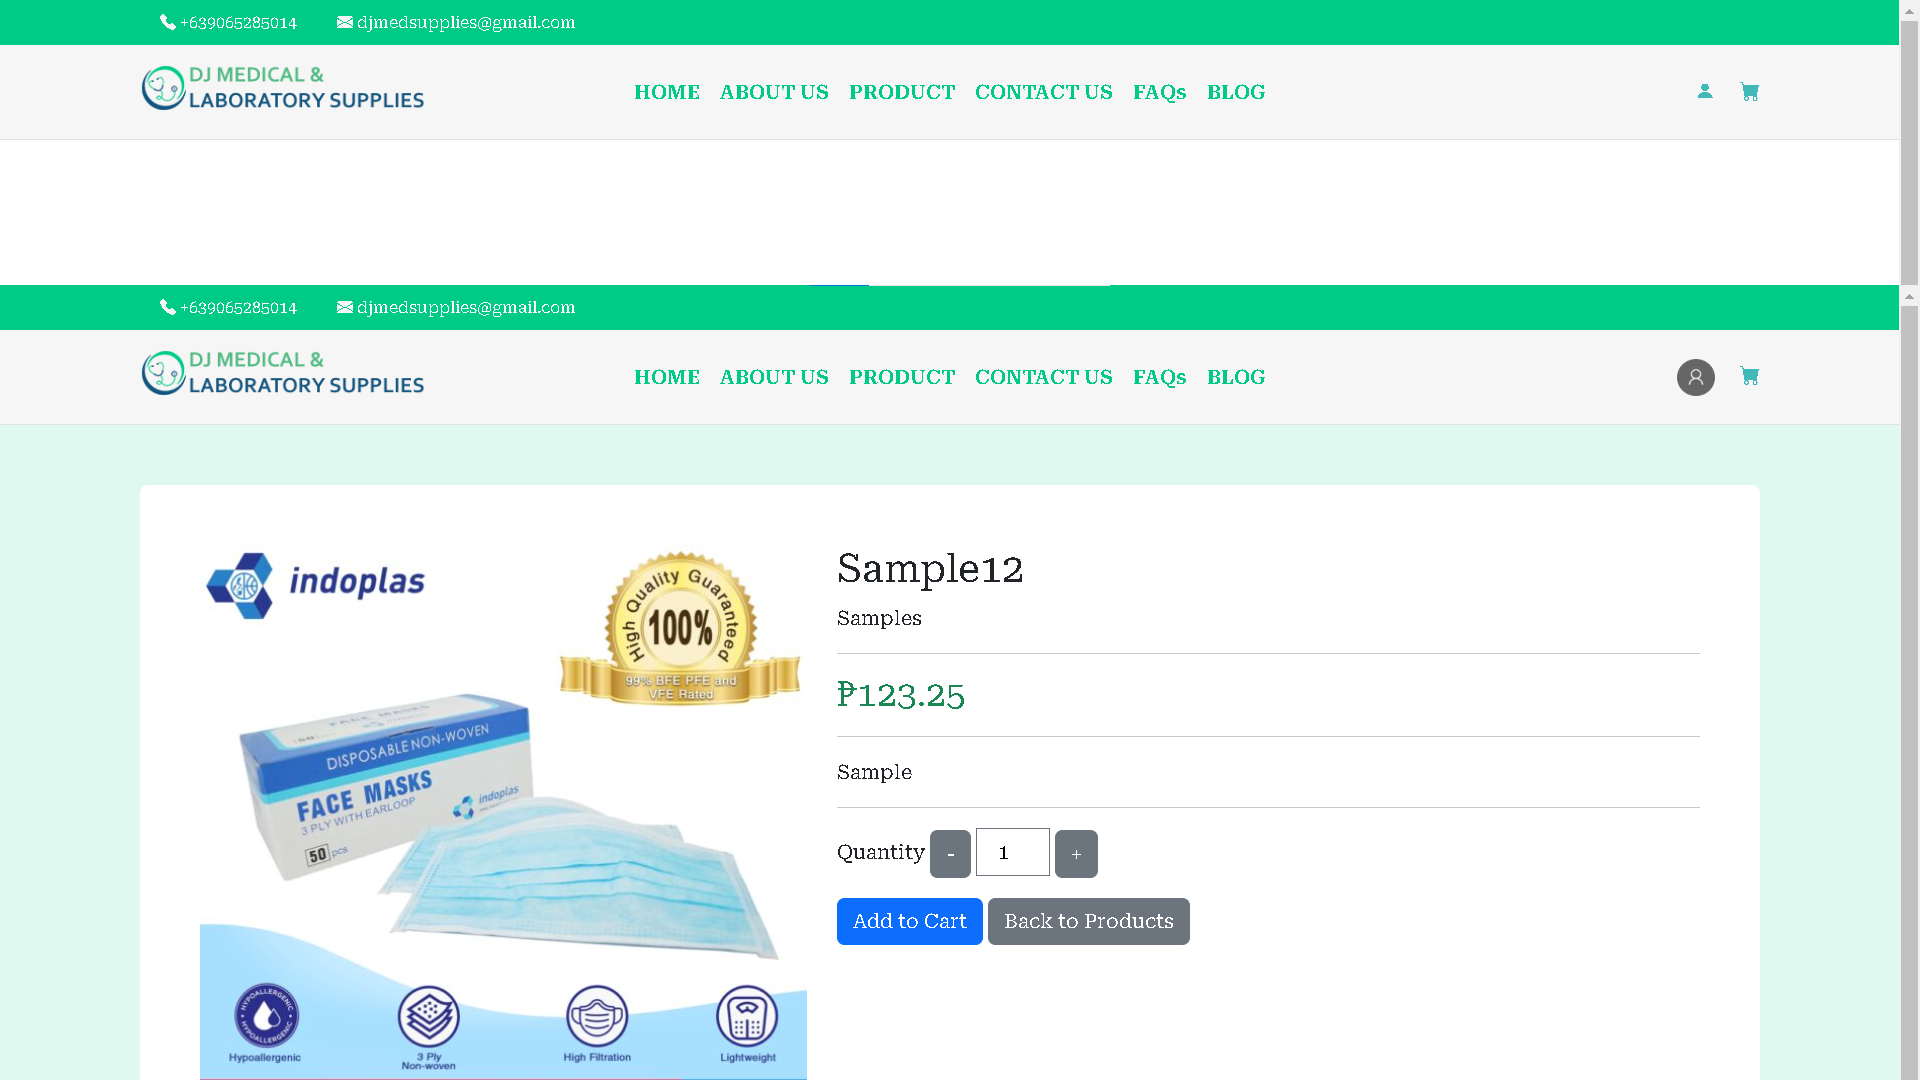 +639065285014 djmedsupplies@gmail.com
DJ MEDICAL &
LABORATORY SUPPLIES
HOME ABOUT US PRODUCT CONTACT US FAQs BLOG
+639065285014 djmedsupplies@gmail.com
DJ MEDICAL &
LABORATORY SUPPLIES
HOME ABOUT US PRODUCT CONTACT US FAQs BLOG
indoplas
High Quality Guaranteed
100%
99% BFE PFE and
VFE Rated
FACE MASKS
DISPOSABLE NON-WOVEN
FACE MASKS
3 PLY WITH EARLOOP
indoplas
50 pcs
HYPOALLERGENIC
HYPOALLERGENIC
Hypoallergenic
3 Ply
Non-woven
High Filtration
Lightweight
Sample12
Samples
₱123.25
Sample
Quantity - 1 +
Add to Cart Back to Products